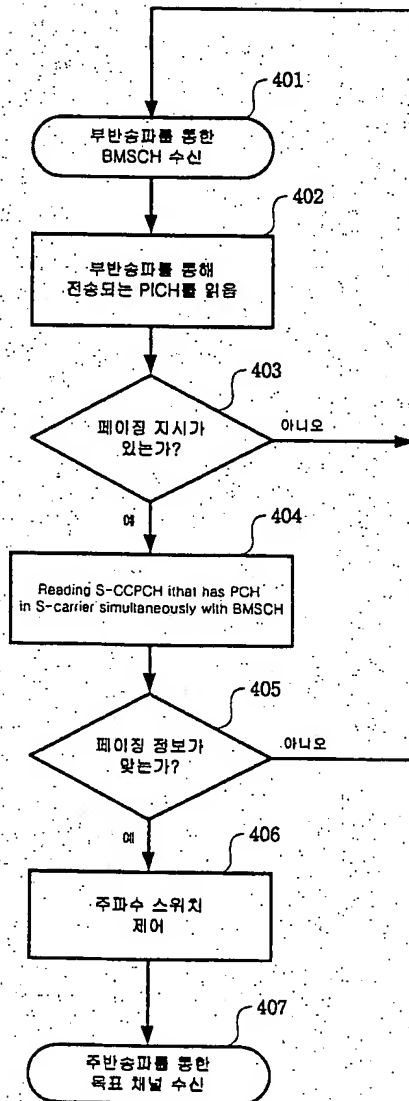 401
부반송파를 통한
BMSCH 수신
402
부반송파를 통해
전송되는 PICH를 읽음
403
페이징 지시가
있는가?
아니오
예
404
Reading S-CCPCH ithat has PCH
in S-carrier simultaneously with BMSCH
405
페이징 정보가
맞는가?
아니오
예
406
주파수 스위치
제어
407
주반송파를 통한
목표 채널 수신